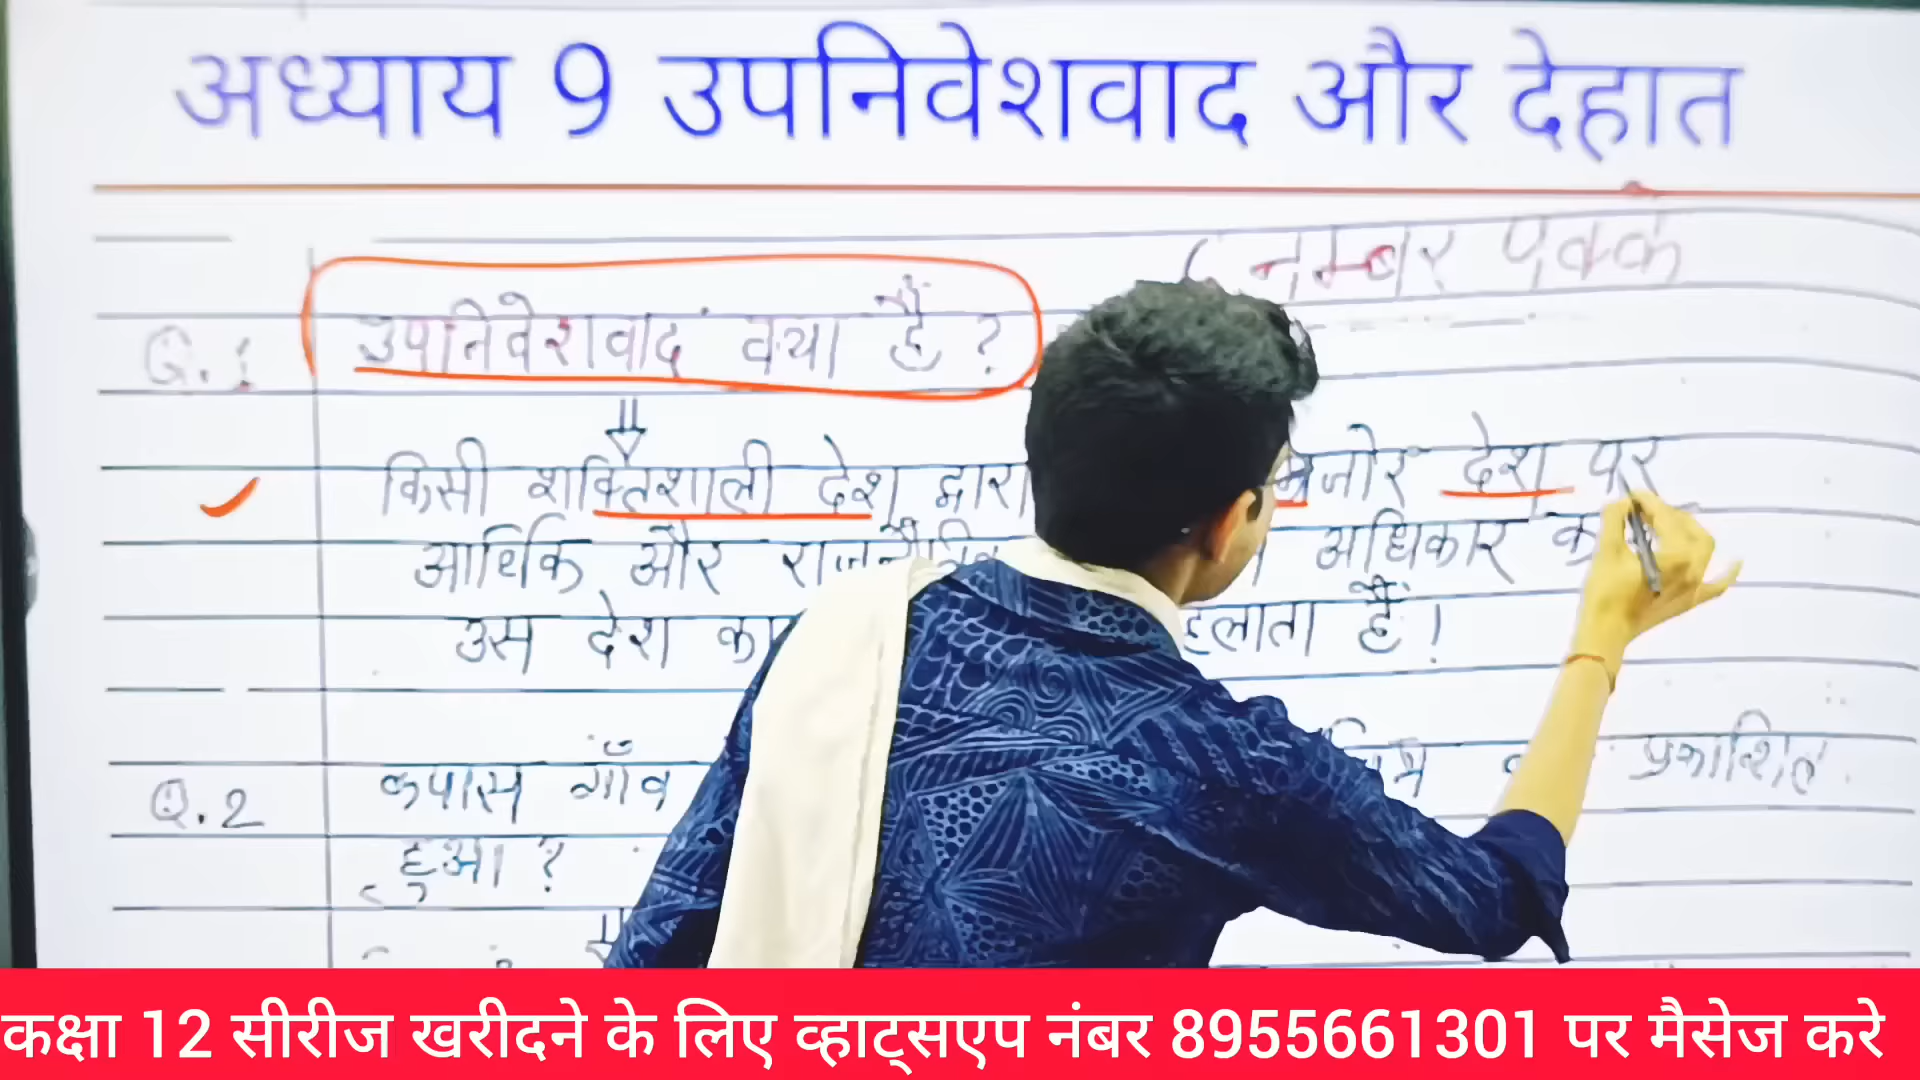 अध्याय 9 उपनिवेशवाद और देहात
नम्बर पक्के
Q.1 उपनिवेशवाद क्या हैं ?
किसी शक्तिशाली देश द्वारा देश पर
आर्थिक और अधिकार
उस देश का हलाता हैं !
Q.2 कपास गाँव प्रकाशित
हुआ ?
कक्षा 12 सीरीज खरीदने के लिए व्हाट्सएप नंबर 8955661301 पर मैसेज करे